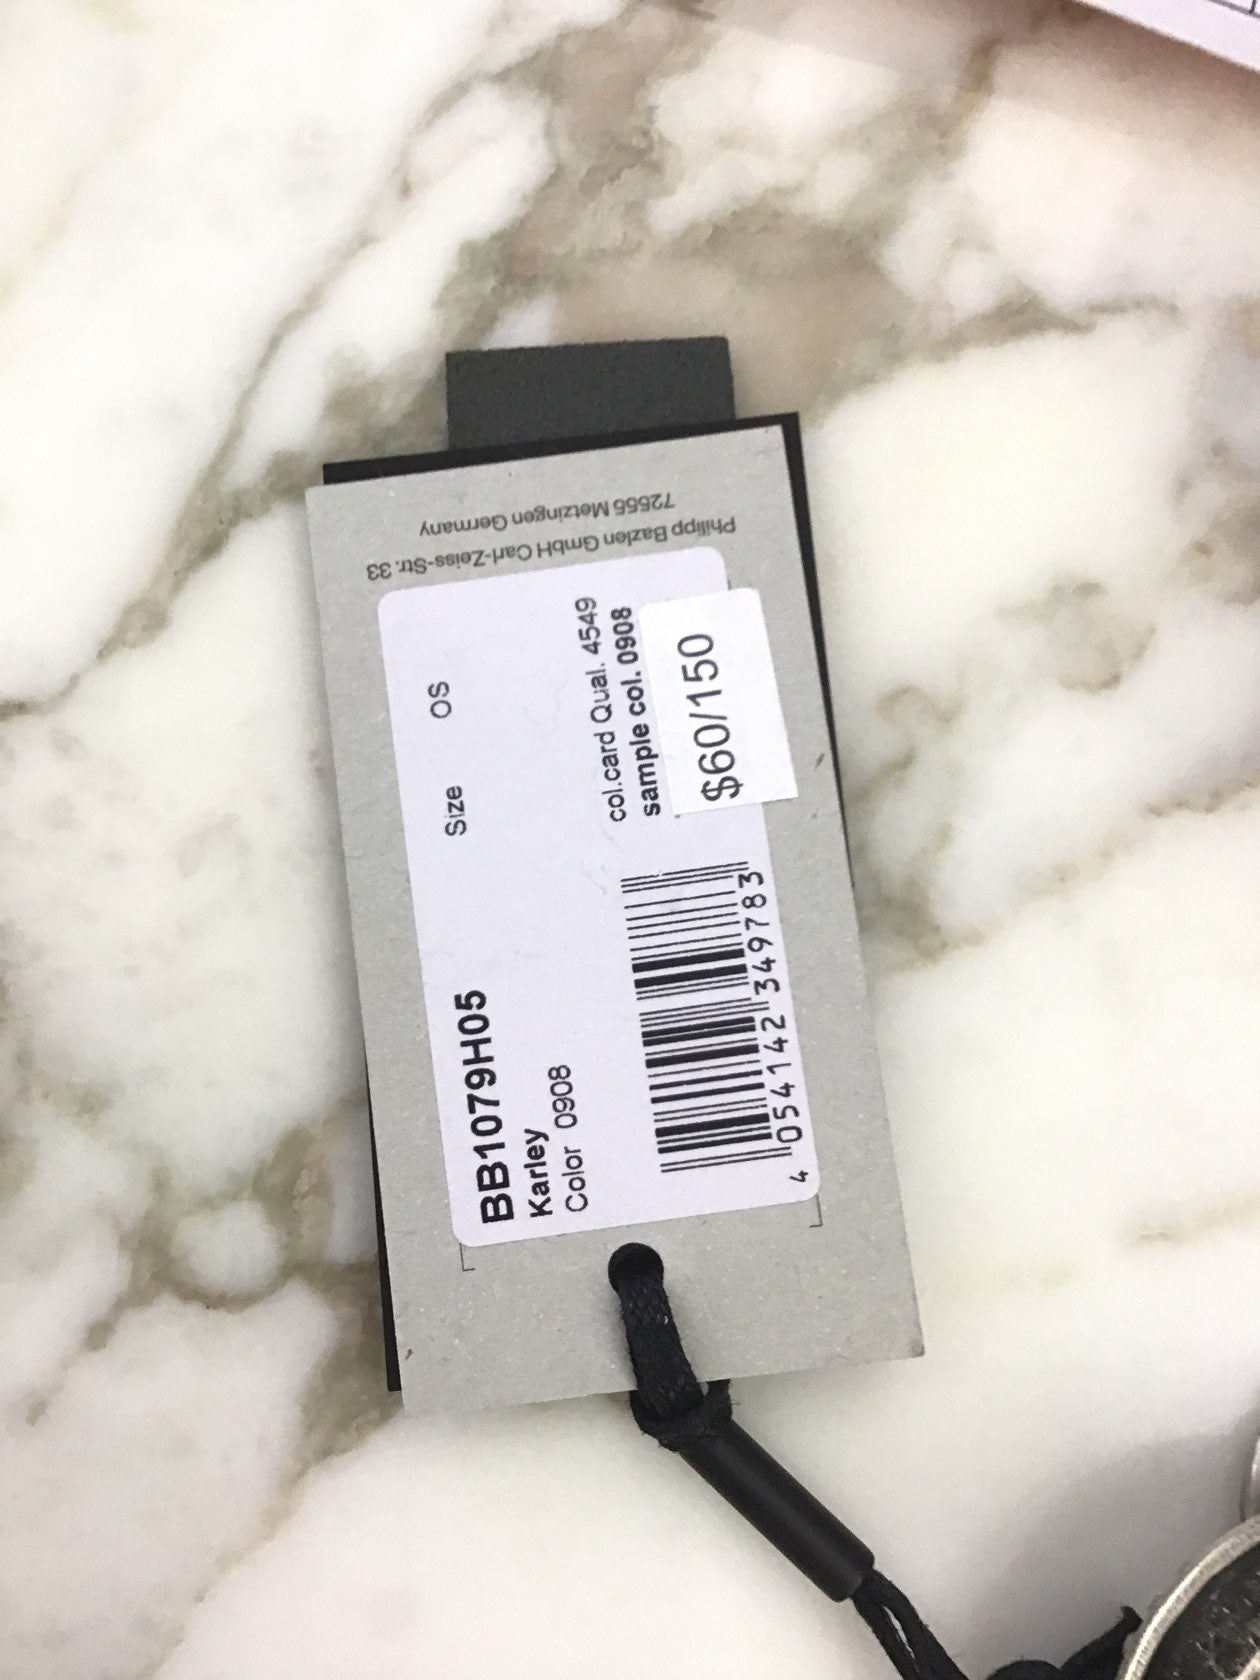 Philipp Bazlen GmbH Carl-Zeiss-Str. 33
72555 Metzingen Germany
BB1079H05 Size OS
Karley
Color 0908
col.card Qual. 4549
sample col. 0908
$60/150
4 054142 349783